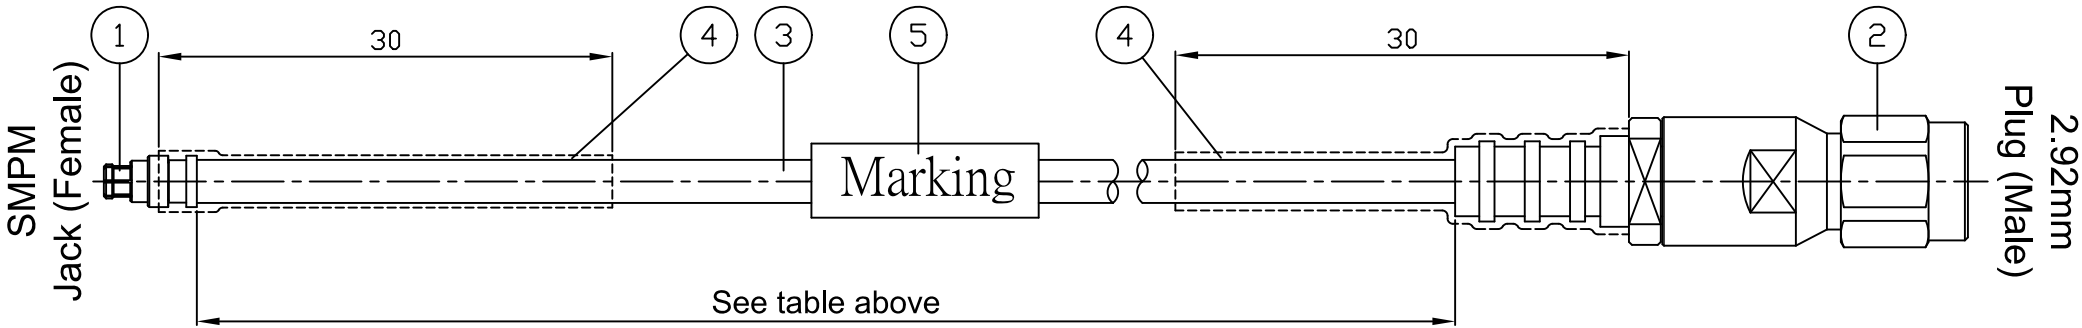 1
30
4
3
5
4
30
2
SMPM
Jack (Female)
Marking
2.92mm
Plug (Male)
See table above